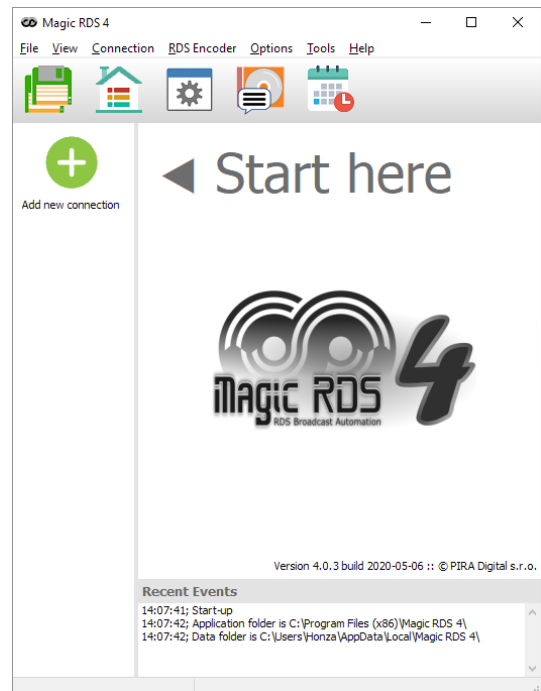 Magic RDS 4
File View Connection RDS Encoder Options Tools Help
Add new connection
Start here
Magic RDS 4
RDS Broadcast Automation
Version 4.0.3 build 2020-05-06 :: © PIRA Digital s.r.o.
Recent Events
14:07:41; Start-up
14:07:42; Application folder is C:\Program Files (x86)\Magic RDS 4\
14:07:42; Data folder is C:\Users\Honza\AppData\Local\Magic RDS 4\